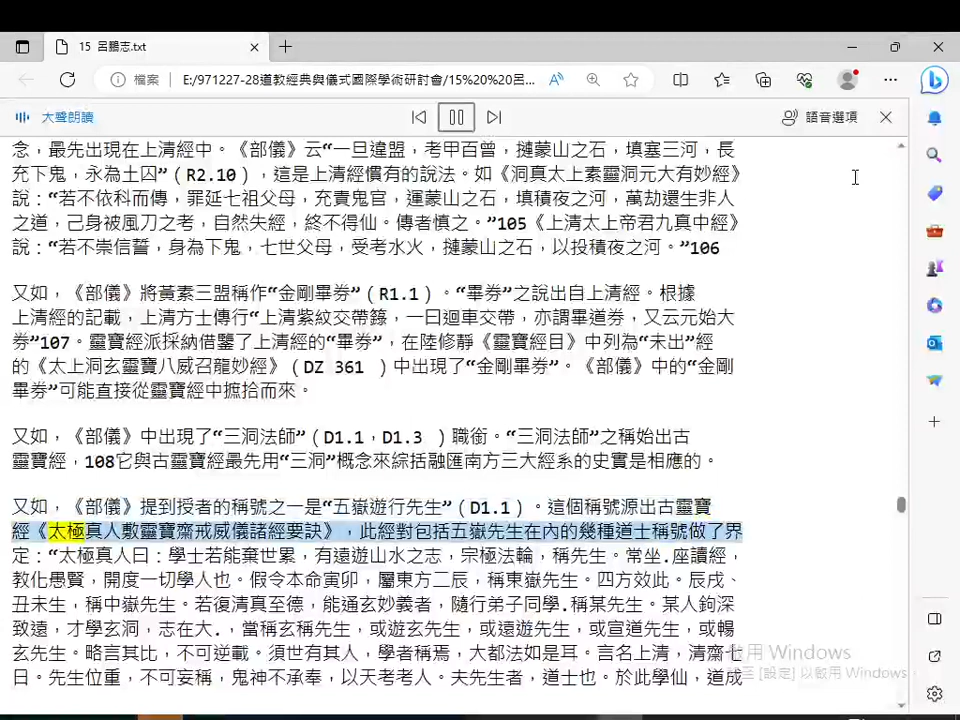 15 呂鵬志.txt
檔案
E:/971227-28道教經典與儀式國際學術研討會/15%20%20呂...
大聲朗讀
語音選項
念，最先出現在上清經中。《部儀》云“一旦違盟，考甲百曾，撻蒙山之石，填塞三河，長
充下鬼，永為土囚”（R2.10），這是上清經慣有的說法。如《洞真太上素靈洞元大有妙經》
說：“若不依科而傳，罪延七祖父母，充責鬼官，運蒙山之石，填積夜之河，萬劫還生非人
之道，己身被風刀之考，自然失經，終不得仙。傳者慎之。”105《上清太上帝君九真中經》
說：“若不崇信誓，身為下鬼，七世父母，受考水火，撻蒙山之石，以投積夜之河。”106
又如，《部儀》將黃素三盟稱作“金剛畢券”（R1.1）。“畢券”之說出自上清經。根據
上清經的記載，上清方士傳行“上清紫紋交帶籙，一曰迴車交帶，亦謂畢道券，又云元始大
券”107。靈寶經派採納借鑒了上清經的“畢券”，在陸修靜《靈寶經目》中列為“未出”經
的《太上洞玄靈寶八威召龍妙經》（DZ 361 ）中出現了“金剛畢券”。《部儀》中的“金剛
畢券”可能直接從靈寶經中摭拾而來。
又如，《部儀》中出現了“三洞法師”（D1.1，D1.3 ）職銜。“三洞法師”之稱始出古
靈寶經，108它與古靈寶經最先用“三洞”概念來綜括融匯南方三大經系的史實是相應的。
又如，《部儀》提到授者的稱號之一是“五嶽遊行先生”（D1.1）。這個稱號源出古靈寶
經《太極真人敷靈寶齋戒威儀諸經要訣》，此經對包括五嶽先生在內的幾種道士稱號做了界
定：“太極真人曰：學士若能棄世累，有遠遊山水之志，宗極法輪，稱先生。常坐.座讀經，
教化愚賢，開度一切學人也。假令本命寅卯，屬東方二辰，稱東嶽先生。四方效此。辰戌、
丑未生，稱中嶽先生。若復清真至德，能通玄妙義者，隨行弟子同學.稱某先生。某人鉤深
致遠，才學玄洞，志在大.，當稱玄稱先生，或遊玄先生，或遠遊先生，或宣道先生，或暢
玄先生。略言其比，不可逆載。須世有其人，學者稱焉，大都法如是耳。言名上清，清齋七
日。先生位重，不可妄稱，鬼神不承奉，以天考考人。夫先生者，道士也。於此學仙，道成
啟用 Windows
移至 [設定] 以啟用 Windows。